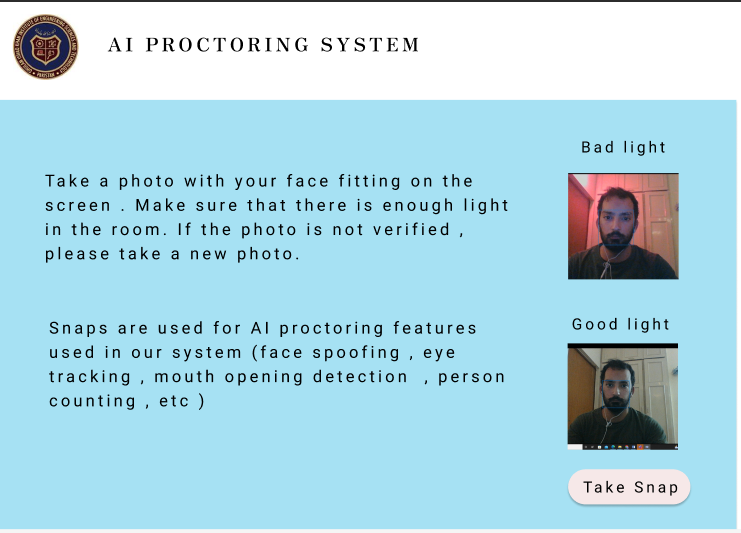 AI PROCTORING SYSTEM
Take a photo with your face fitting on the
screen . Make sure that there is enough light
in the room. If the photo is not verified ,
please take a new photo.
Snaps are used for AI proctoring features
used in our system (face spoofing , eye
tracking , mouth opening detection , person
counting , etc )
Bad light
Good light
Take Snap